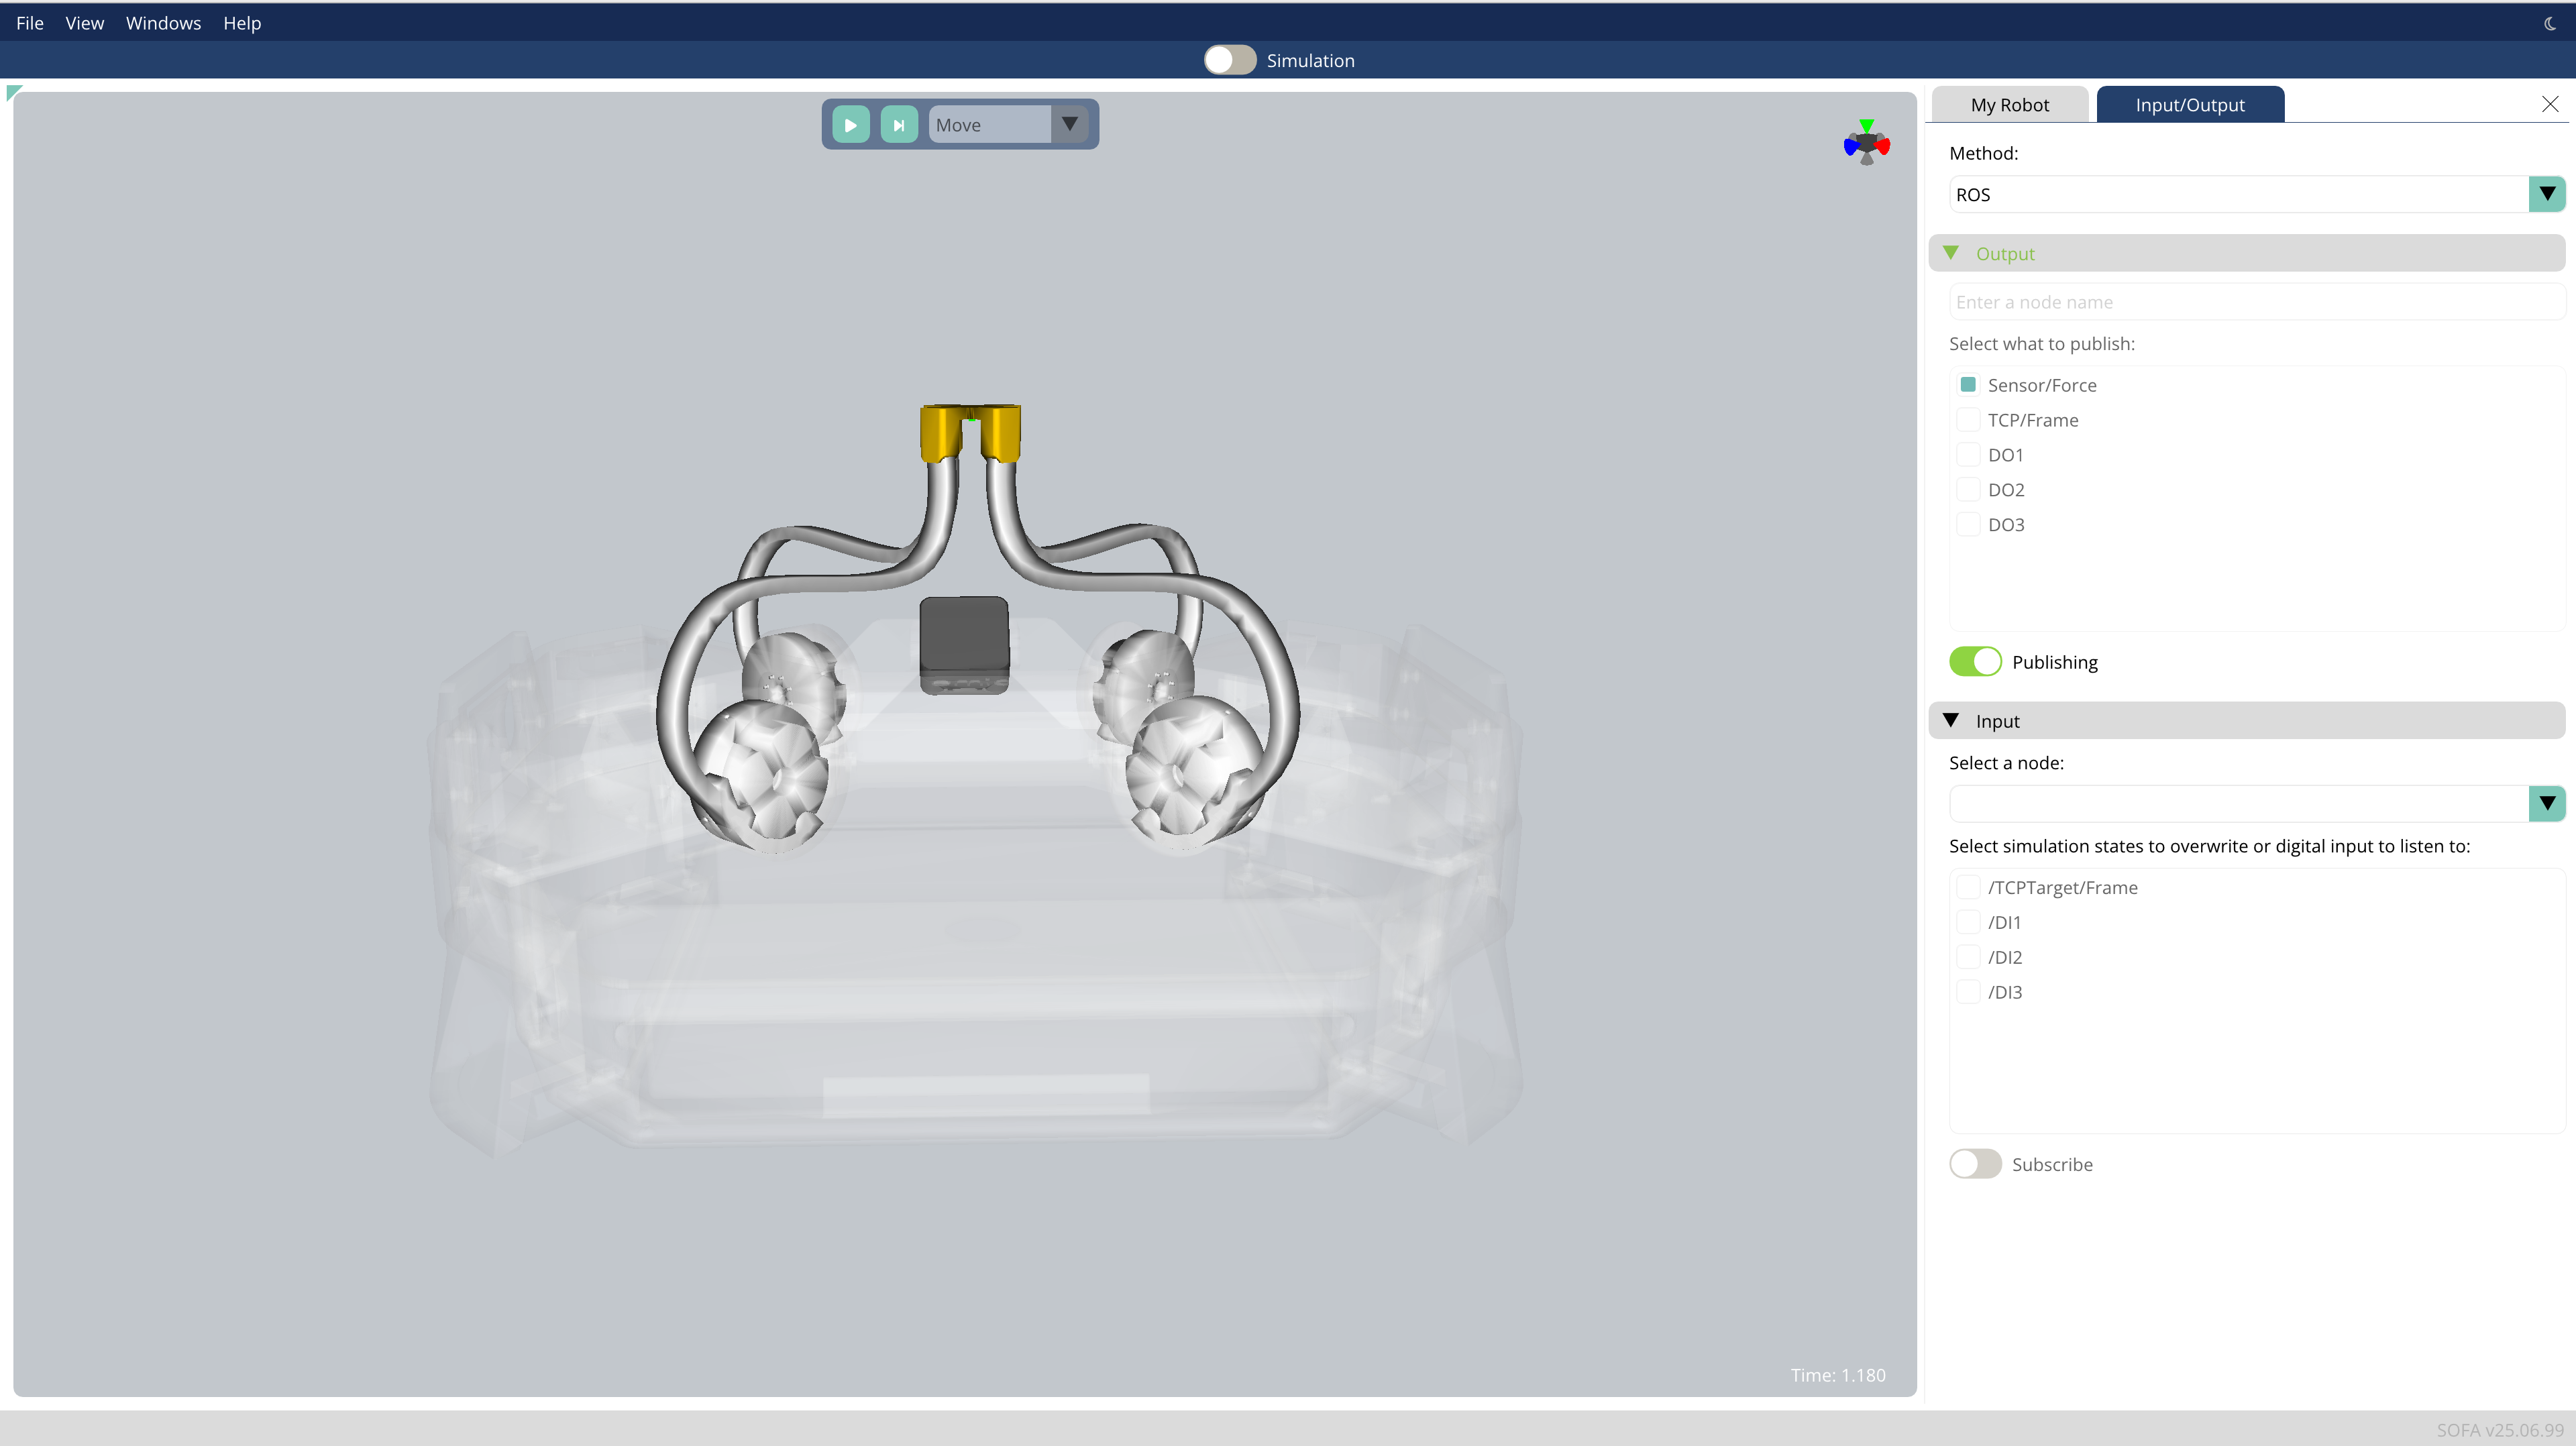 File View Windows Help
Simulation
Move
My Robot Input/Output
Method:
ROS
Output
Enter a node name
Select what to publish:
Sensor/Force
TCP/Frame
DO1
DO2
DO3
Publishing
Input
Select a node:
Select simulation states to overwrite or digital input to listen to:
/TCPTarget/Frame
/DI1
/DI2
/DI3
Subscribe
Time: 1.180
SOFA v25.06.99